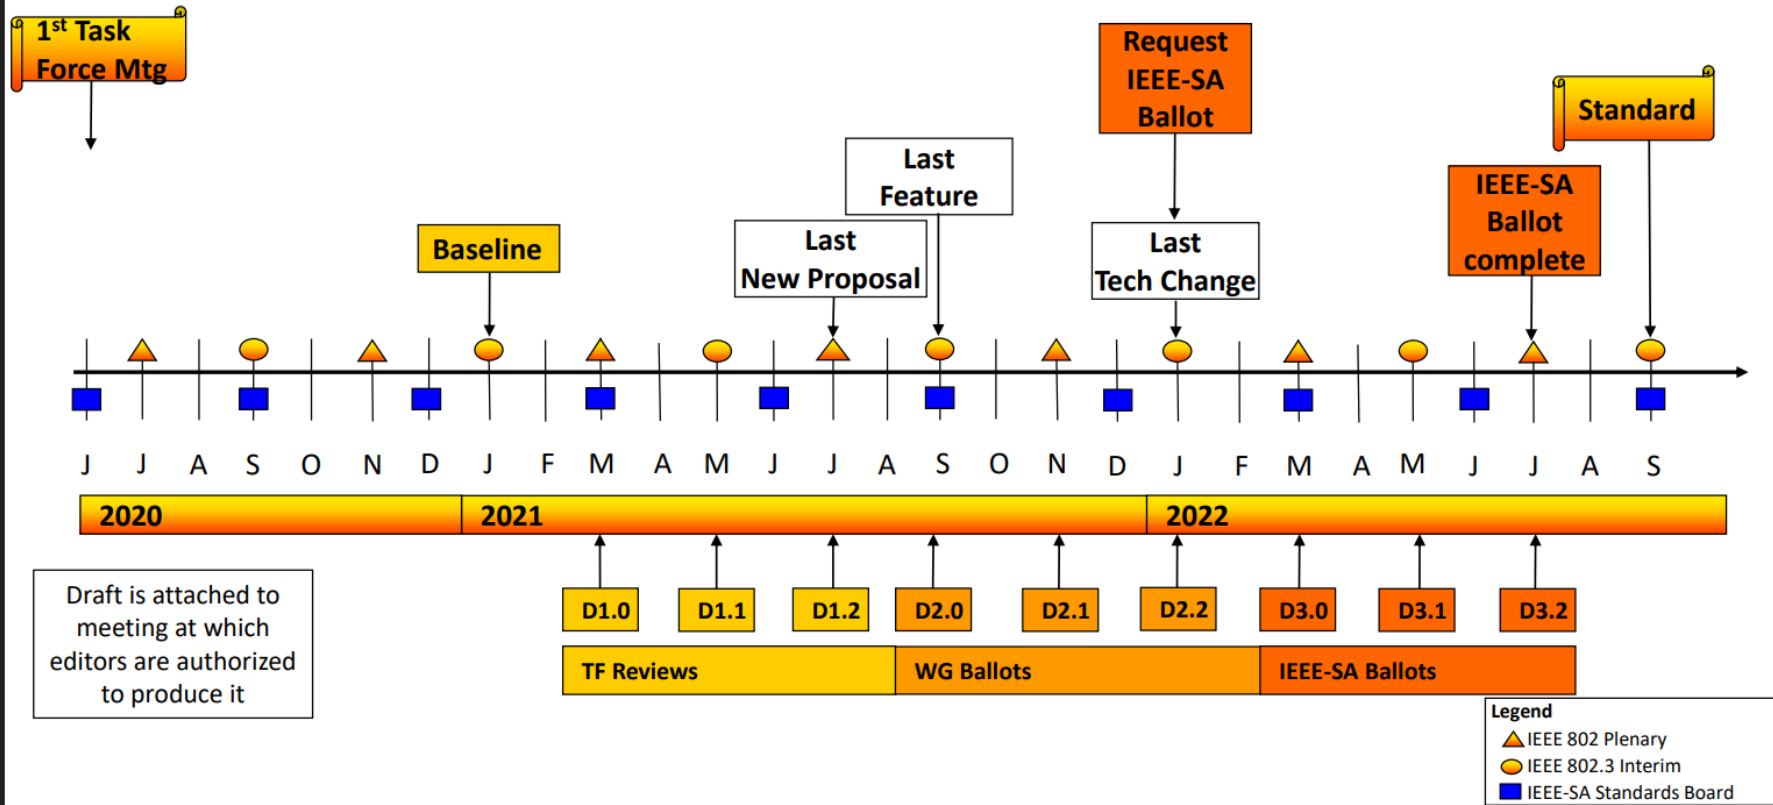 1st Task
Force Mtg
Request
IEEE-SA
Ballot
Standard
Last
Feature
IEEE-SA
Ballot
complete
Baseline
Last
New Proposal
Last
Tech Change
J J A S O N D J F M A M J J A S O N D J F M A M J J A S
2020 2021 2022
Draft is attached to
meeting at which
editors are authorized
to produce it
D1.0 D1.1 D1.2 D2.0 D2.1 D2.2 D3.0 D3.1 D3.2
TF Reviews WG Ballots IEEE-SA Ballots
Legend
IEEE 802 Plenary
IEEE 802.3 Interim
IEEE-SA Standards Board